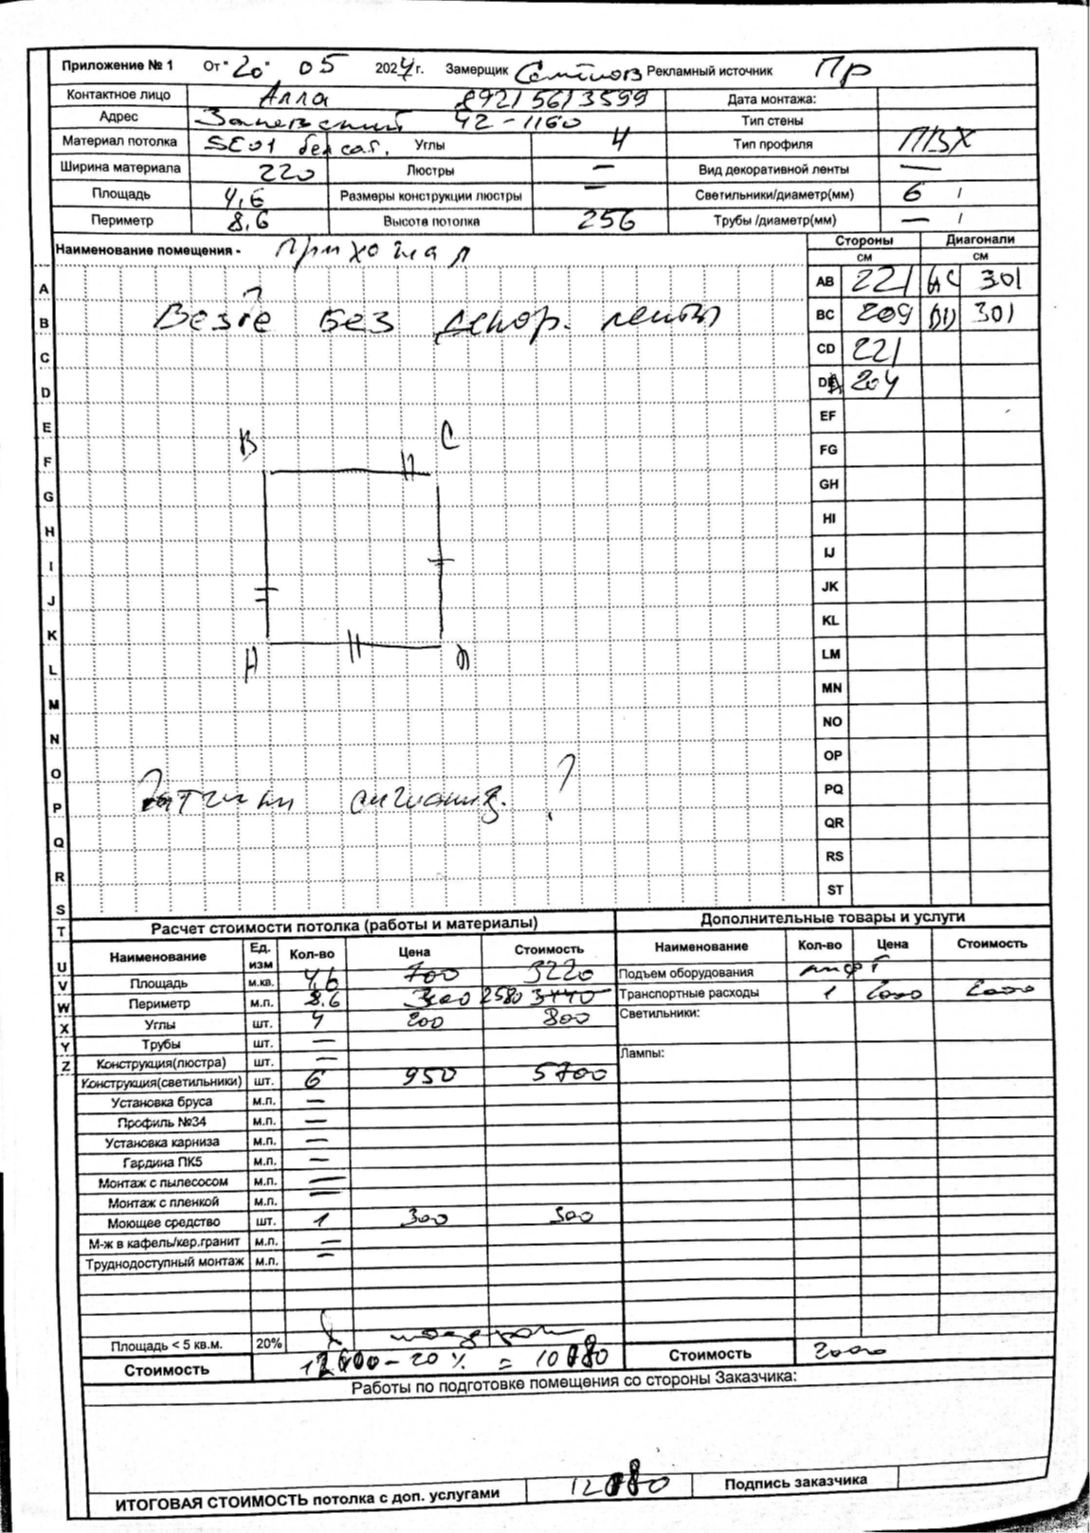 Приложение № 1 От "20" 05 2024 г. Замерщик Рекламный источник Пр
Контактное лицо Алла 89215613599 Дата монтажа:
Адрес Заневский 42-1160 Тип стены
Материал потолка SE01 бел сат. Углы 4 Тип профиля ПВХ
Ширина материала 220 Люстры — Вид декоративной ленты —
Площадь 4,6 Размеры конструкции люстры — Светильники/диаметр(мм) 6 /
Периметр 8.6 Высота потолка 256 Трубы /диаметр(мм) — /
Наименование помещения - Прихожая
Стороны Диагонали
см см
AB 221 AC 301
BC 209 BD 301
CD 221
DA 204
EF
FG
GH
HI
IJ
JK
KL
LM
MN
NO
OP
PQ
QR
RS
ST
A
B
C
D
E
F
G
H
I
J
K
L
M
N
O
P
Q
R
S
T
U
V
W
X
Y
Z
Везде без декор. ленты
B C
A D
Датчики ?
Расчет стоимости потолка (работы и материалы) Дополнительные товары и услуги
Наименование Ед. изм Кол-во Цена Стоимость Наименование Кол-во Цена Стоимость
Площадь м.кв. 4,6 700 3220 Подъем оборудования лифт
Периметр м.п. 8.6 300 2580 3440 Транспортные расходы 1 2000 2000
Углы шт. 4 200 800 Светильники:
Трубы шт. —
Конструкция(люстра) шт. — Лампы:
Конструкция(светильники) шт. 6 950 5700
Установка бруса м.п. —
Профиль №34 м.п. —
Установка карниза м.п. —
Гардина ПК5 м.п. —
Монтаж с пылесосом м.п. —
Монтаж с пленкой м.п. —
Моющее средство шт. 1 300 300
М-ж в кафель/кер.гранит м.п. —
Труднодоступный монтаж м.п. —
Площадь < 5 кв.м. 20%
Стоимость - 20 % = 10080 Стоимость 2000
Работы по подготовке помещения со стороны Заказчика:
ИТОГОВАЯ СТОИМОСТЬ потолка с доп. услугами 12080 Подпись заказчика